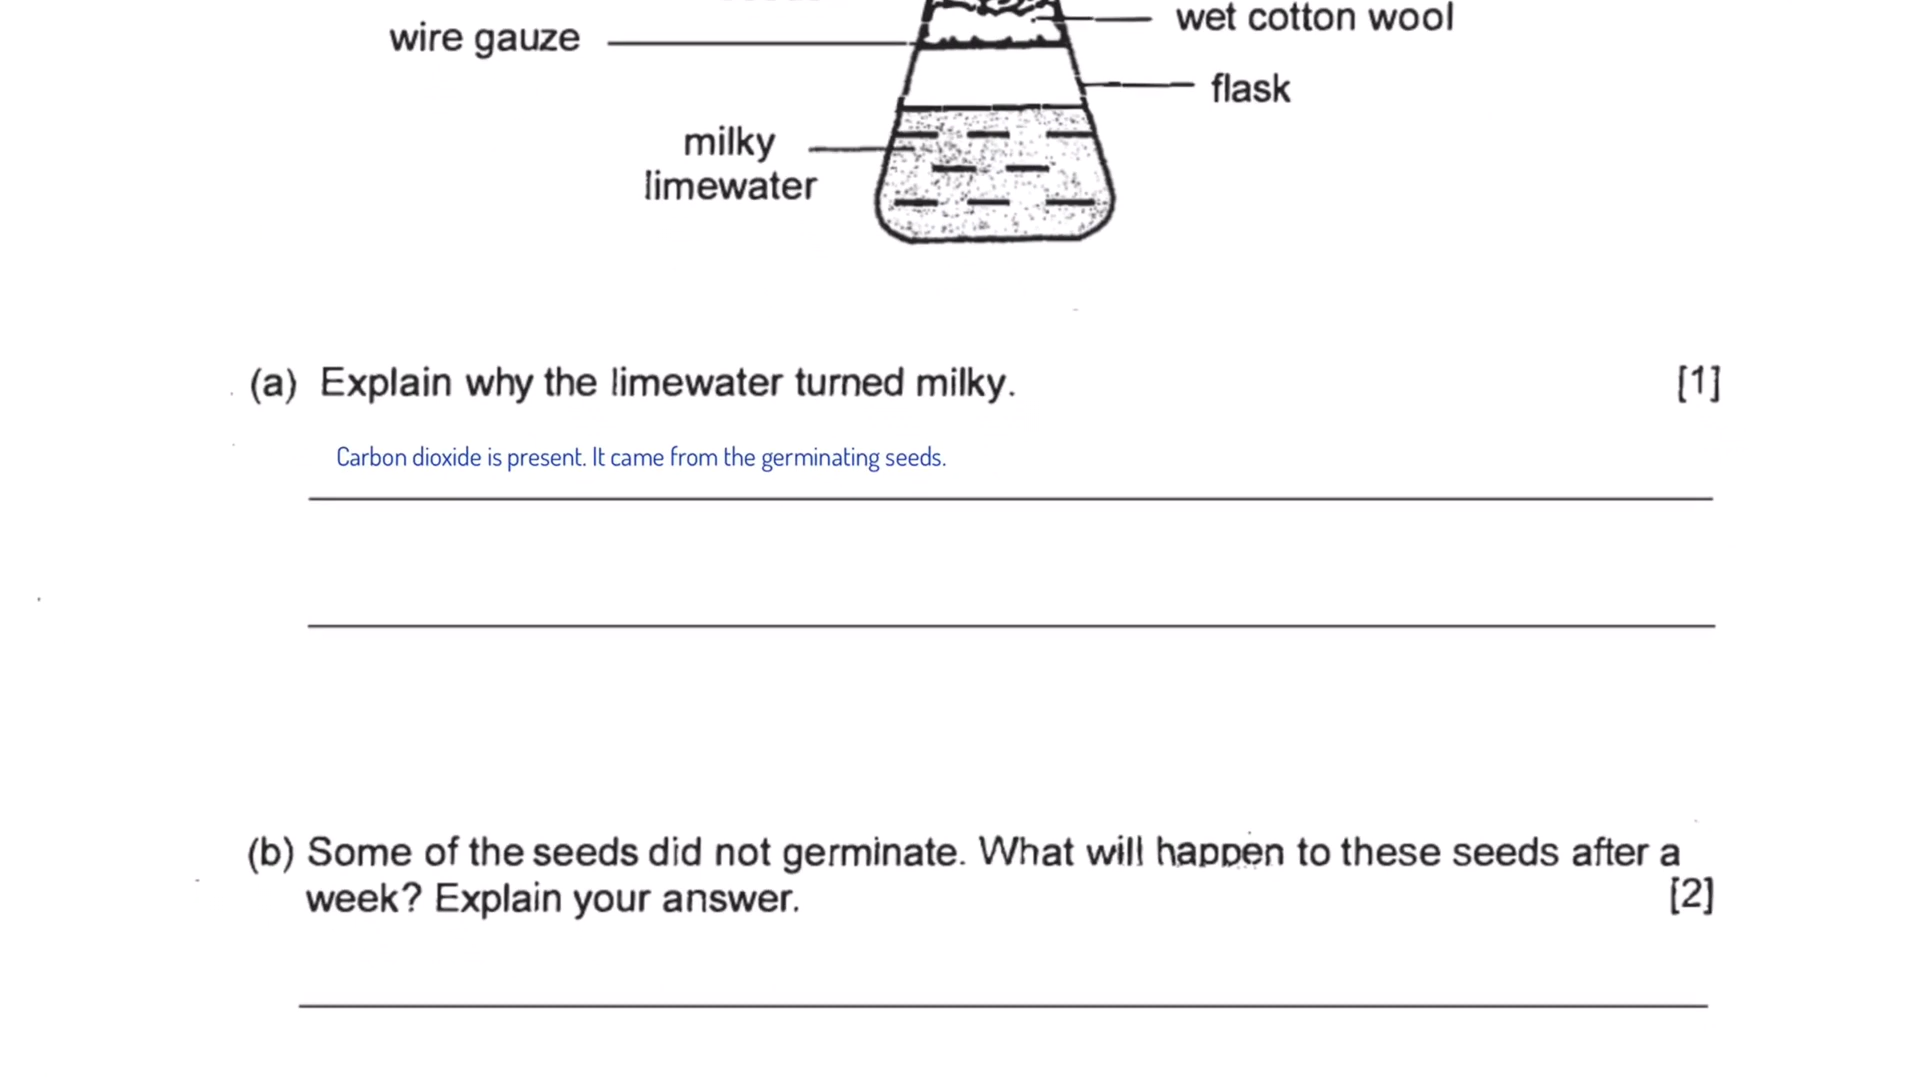 wet cotton wool
wire gauze
flask
milky
limewater
(a) Explain why the limewater turned milky. [1]
Carbon dioxide is present. It came from the germinating seeds.
(b) Some of the seeds did not germinate. What will happen to these seeds after a
week? Explain your answer. [2]